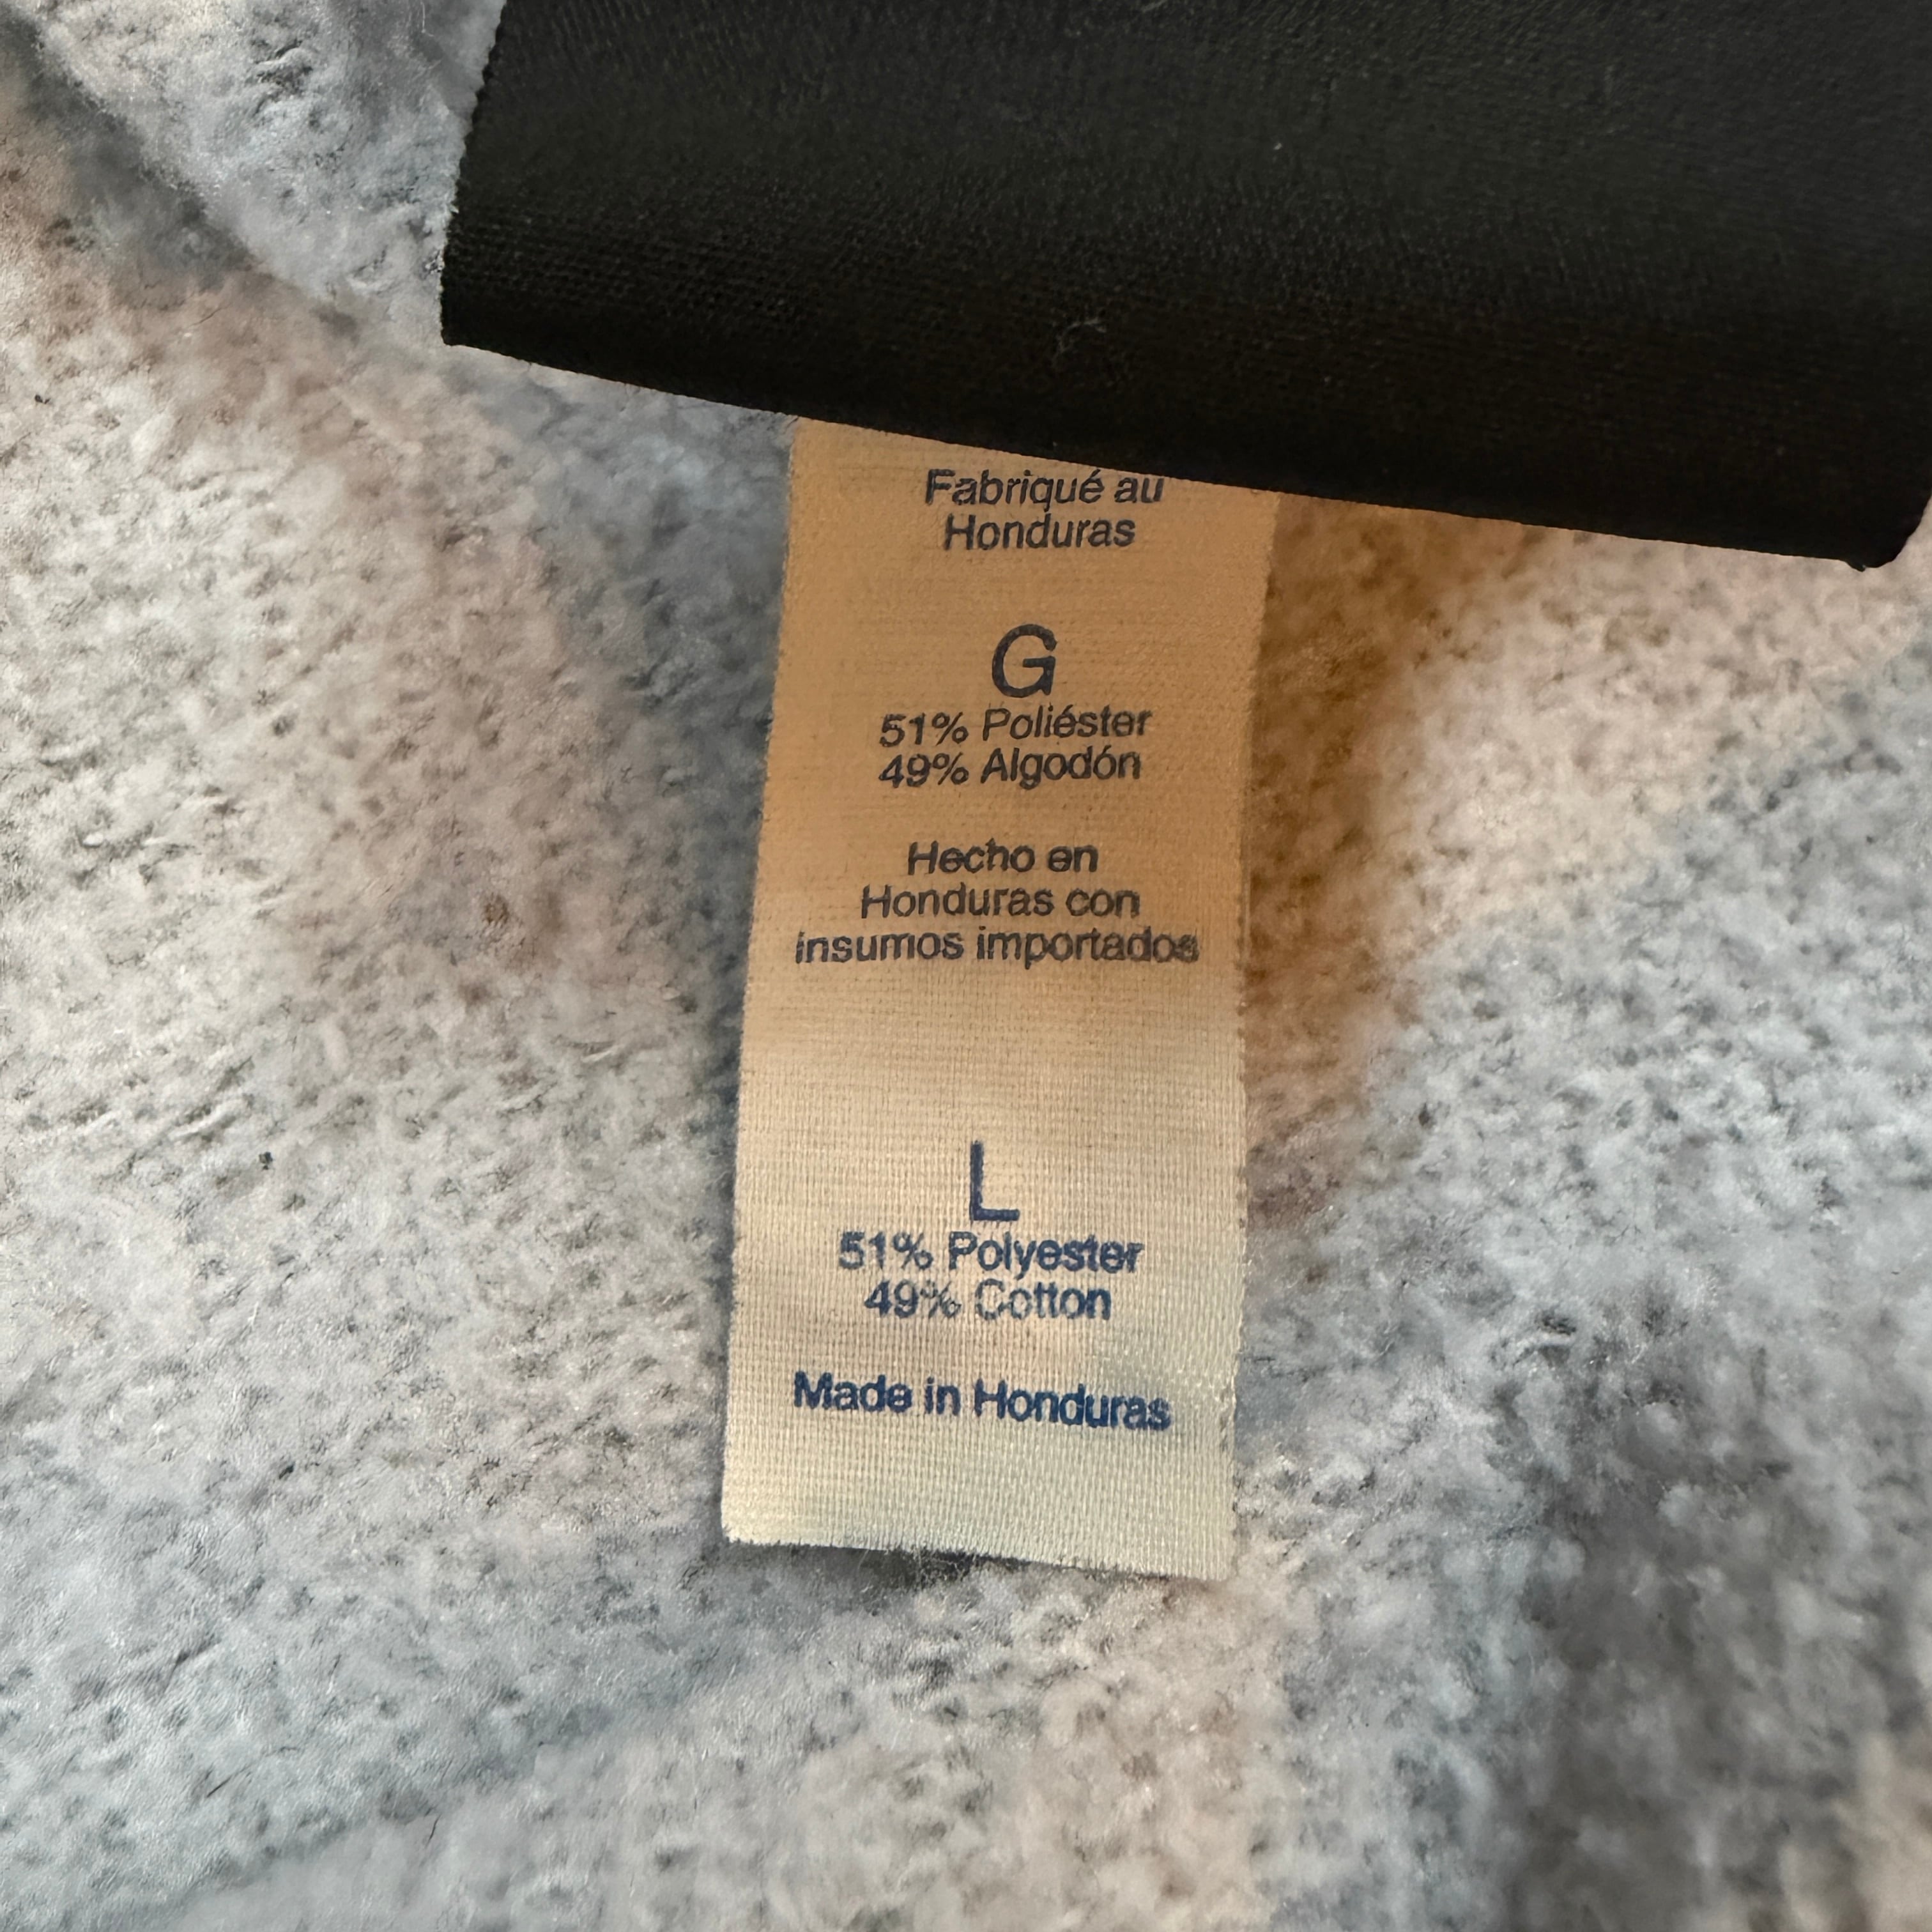 Fabriqué au
Honduras
G
51% Poliéster
49% Algodón
Hecho en
Honduras con
insumos importados
L
51% Polyester
49% Cotton
Made in Honduras